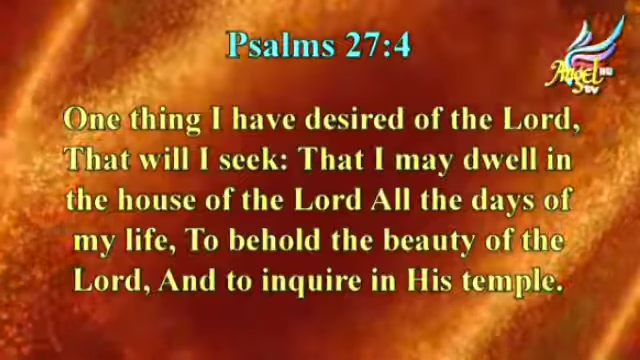 Psalms 27:4
Angel HD
TV
One thing I have desired of the Lord,
That will I seek: That I may dwell in
the house of the Lord All the days of
my life, To behold the beauty of the
Lord, And to inquire in His temple.